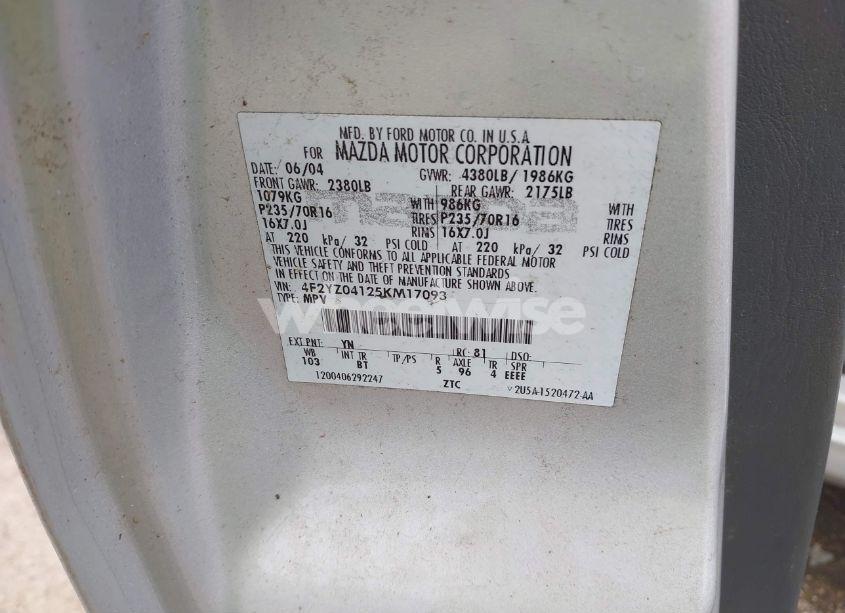 MFD. BY FORD MOTOR CO. IN U.S.A.
FOR MAZDA MOTOR CORPORATION
DATE: 06/04 GVWR: 4380LB/ 1986KG
FRONT GAWR: 2380LB REAR GAWR: 2175LB
1079KG WITH 986KG WITH
P235/70R16 TIRES P235/70R16 TIRES
16X7.0J RIMS 16X7.0J RIMS
AT 220 kPa/ 32 PSI COLD AT 220 kPa/ 32 PSI COLD
THIS VEHICLE CONFORMS TO ALL APPLICABLE FEDERAL MOTOR
VEHICLE SAFETY AND THEFT PREVENTION STANDARDS
IN EFFECT ON THE DATE OF MANUFACTURE SHOWN ABOVE.
VIN: 4F2YZ04125KM17093
TYPE: MPV
wheelwise
EXT PNT: YN RC: 81 DSO:
WB INT TR TP/PS R AXLE TR SPR
103 BT 5 96 4 EEEE
1200406292247 ZTC V2U5A-1520472-AA